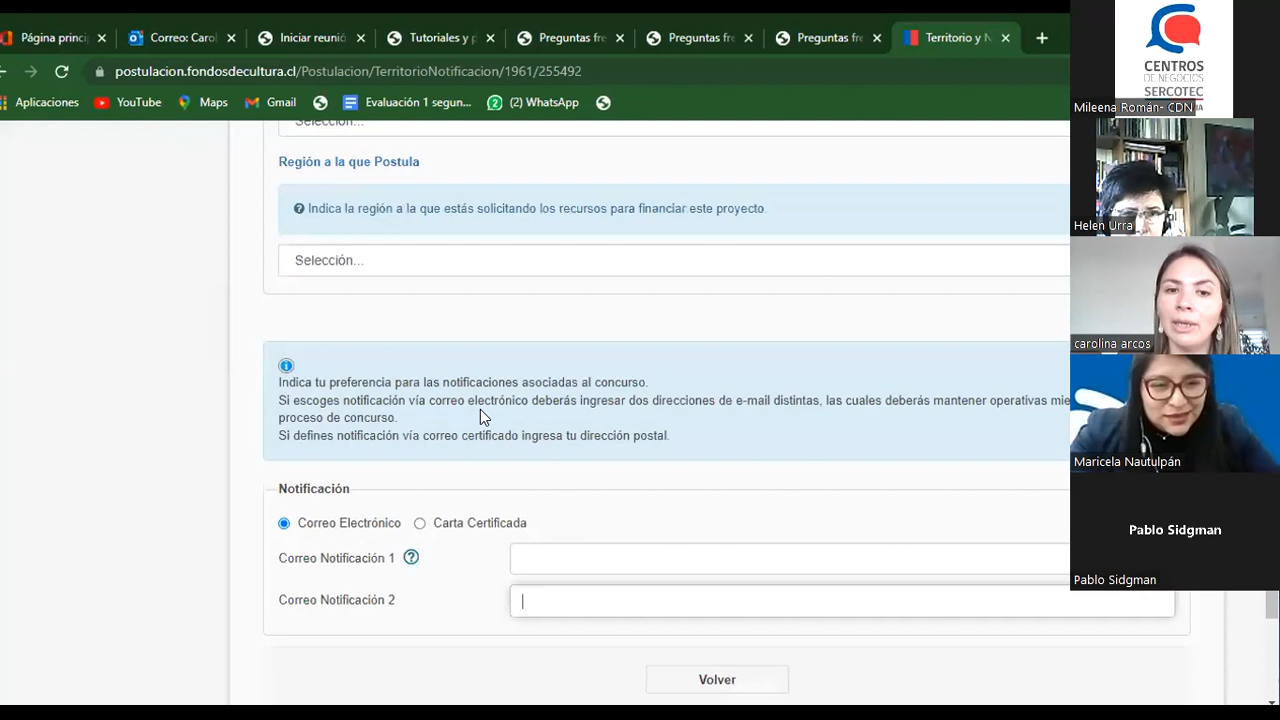 Página princi
Correo: Carol
Iniciar reunió
Tutoriales y p
Preguntas fre
Preguntas fre
Preguntas fre
Territorio y N
postulacion.fondosdecultura.cl/Postulacion/TerritorioNotificacion/1961/255492
Aplicaciones
YouTube
Maps
Gmail
Evaluación 1 segun...
(2) WhatsApp
Selección...
Región a la que Postula
Indica la región a la que estás solicitando los recursos para financiar este proyecto.
Selección...
Indica tu preferencia para las notificaciones asociadas al concurso.
Si escoges notificación vía correo electrónico deberás ingresar dos direcciones de e-mail distintas, las cuales deberás mantener operativas mie
proceso de concurso.
Si defines notificación vía correo certificado ingresa tu dirección postal.
Notificación
Correo Electrónico
Carta Certificada
Correo Notificación 1
Correo Notificación 2
Volver
CENTROS
DE NEGOCIOS
SERCOTEC
Mileena Román- CDN
Helen Urra
carolina arcos
Maricela Nautulpán
Pablo Sidgman
Pablo Sidgman